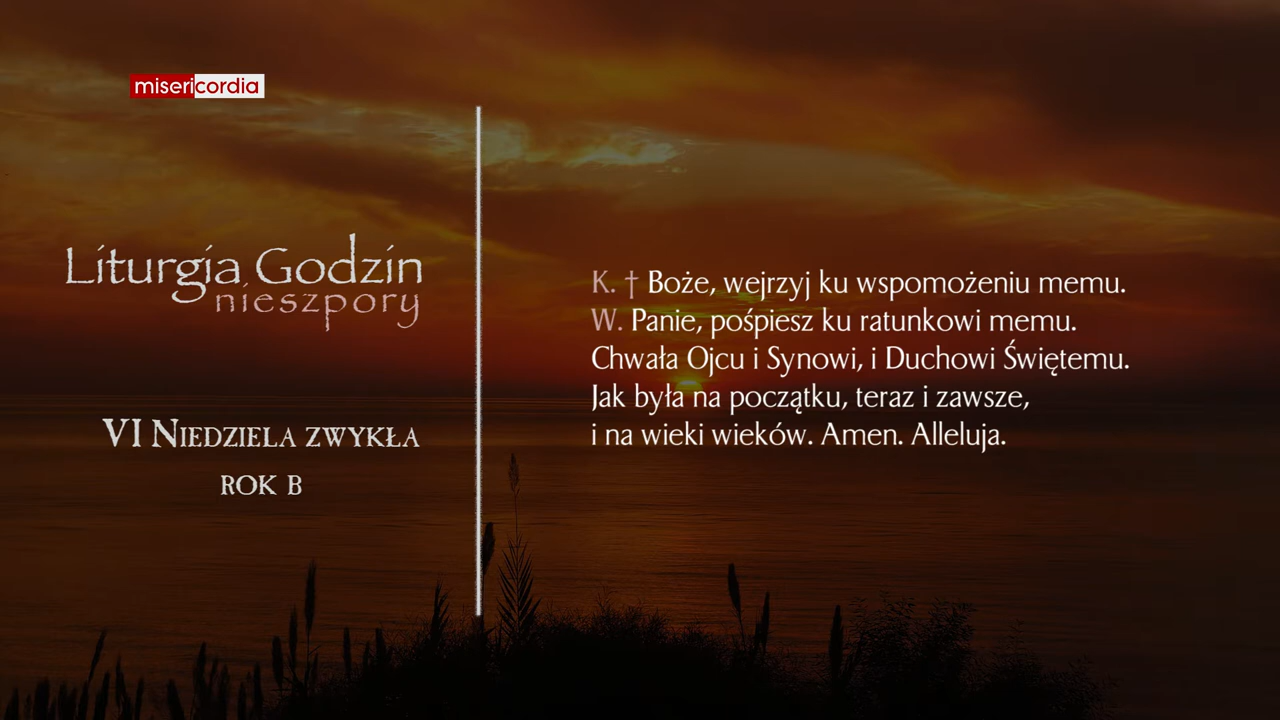 misericordia
Liturgia Godzin
nieszpory
VI Niedziela zwykła
rok B
K. † Boże, wejrzyj ku wspomożeniu memu.
W. Panie, pośpiesz ku ratunkowi memu.
Chwała Ojcu i Synowi, i Duchowi Świętemu.
Jak była na początku, teraz i zawsze,
i na wieki wieków. Amen. Alleluja.